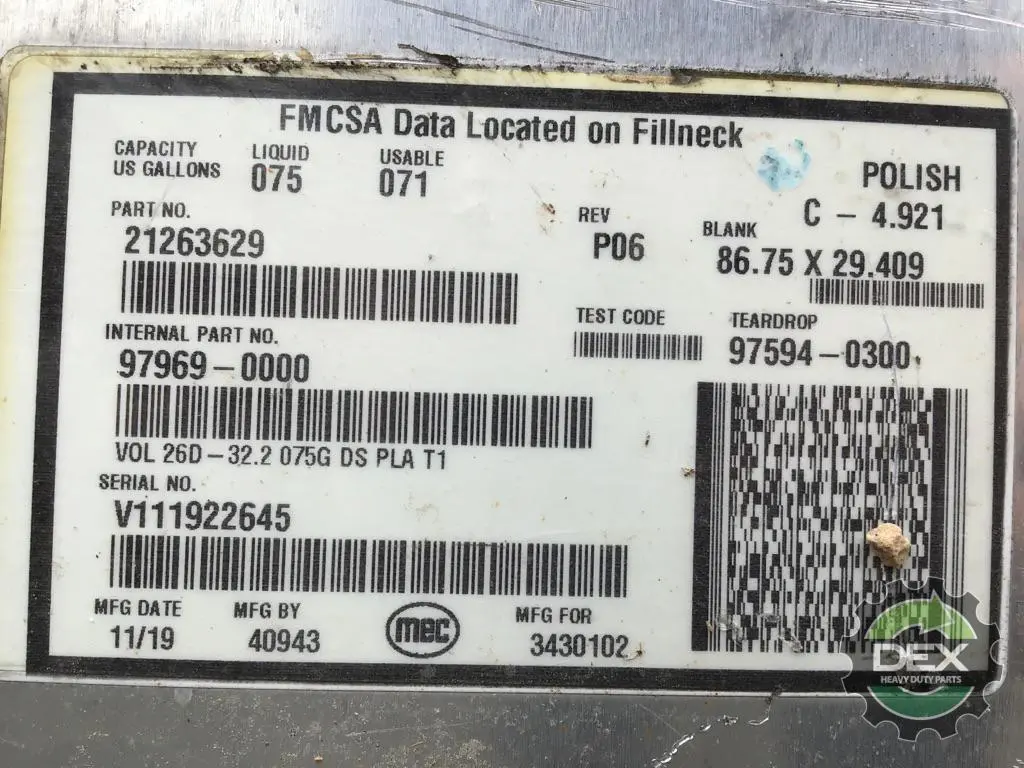 FMCSA Data Located on Fillneck
CAPACITY US GALLONS
LIQUID 075
USABLE 071
POLISH
C - 4.921
PART NO.
21263629
REV
P06
BLANK
86.75 X 29.409
INTERNAL PART NO.
97969-0000
TEST CODE
TEARDROP
97594-0300
VOL 26D-32.2 075G DS PLA T1
SERIAL NO.
V111922645
MFG DATE
11/19
MFG BY
40943
mec
MFG FOR
3430102
DEX
HEAVY DUTY PARTS